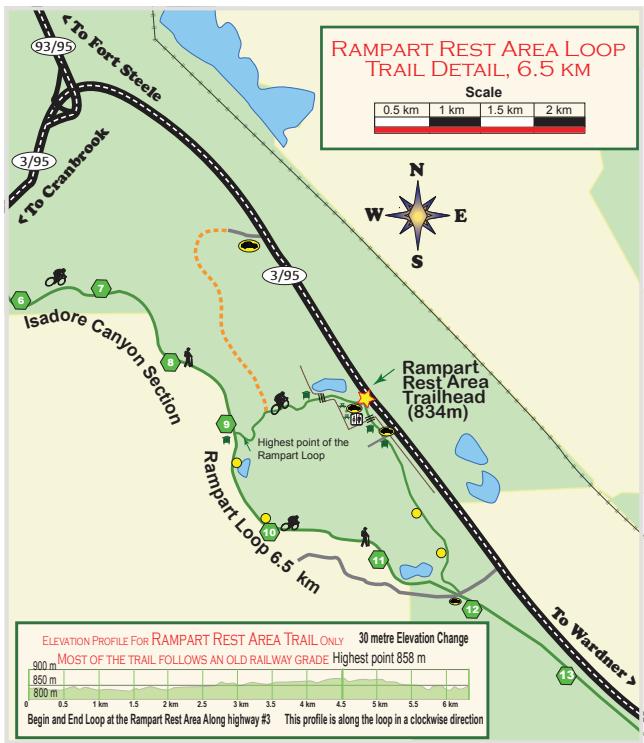 < To Fort Steele
93/95
RAMPART REST AREA LOOP
TRAIL DETAIL, 6.5 KM
Scale
0.5 km 1 km 1.5 km 2 km
3/95
< To Cranbrook
N
W E
S
3/95
6
7
Isadore Canyon Section
8
Rampart
Rest Area
Trailhead
(834m)
9
Highest point of the
Rampart Loop
Rampart Loop 6.5 km
10
11
12
To Wardner >
13
ELEVATION PROFILE FOR RAMPART REST AREA TRAIL ONLY 30 metre Elevation Change
MOST OF THE TRAIL FOLLOWS AN OLD RAILWAY GRADE Highest point 858 m
900 m
850 m
800 m
0 0.5 1 km 1.5 2 km 2.5 3 km 3.5 4 km 4.5 5 km 5.5 6 km
Begin and End Loop at the Rampart Rest Area Along highway #3 This profile is along the loop in a clockwise direction